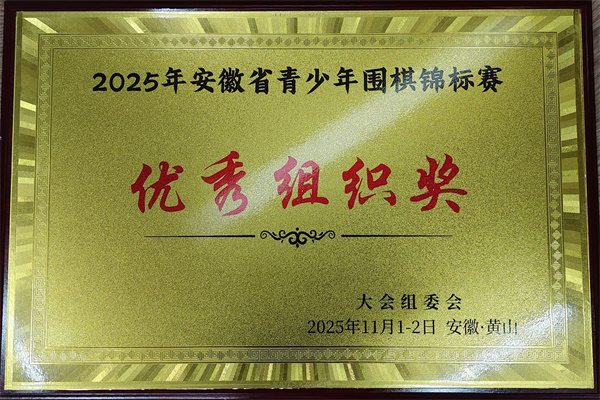 2025年安徽省青少年围棋锦标赛
优秀组织奖
大会组委会
2025年11月1-2日 安徽·黄山